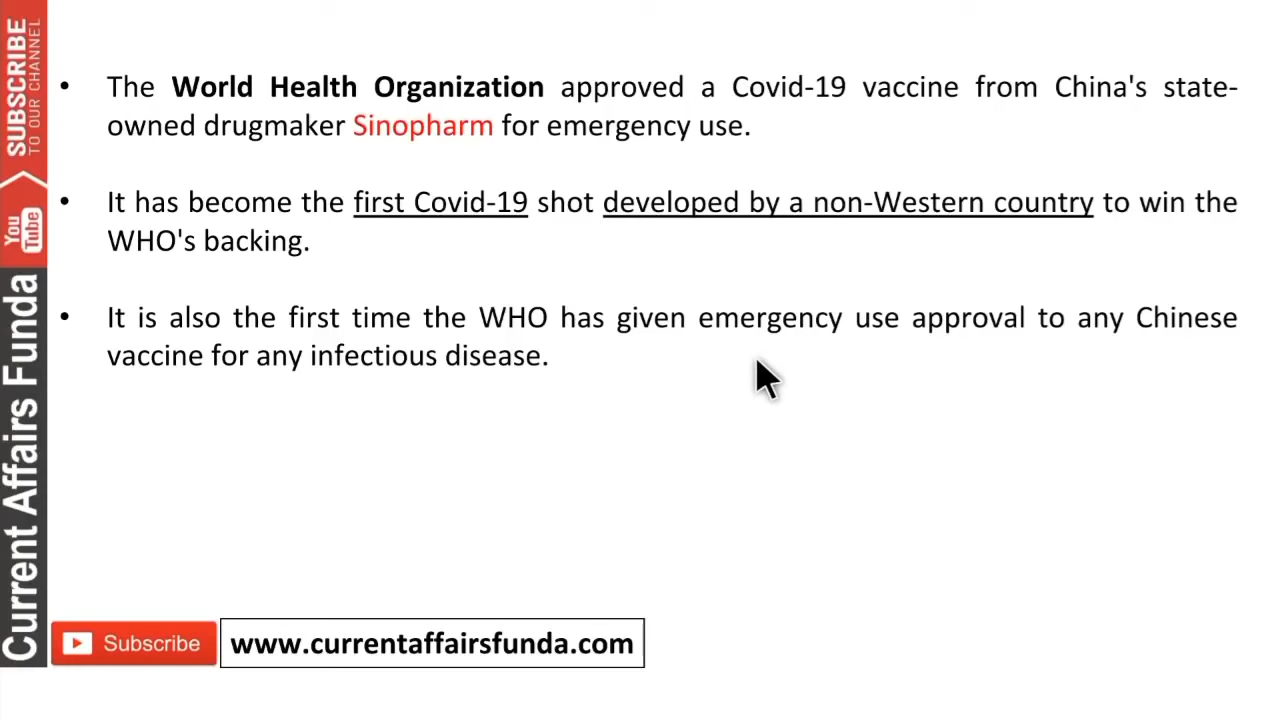 SUBSCRIBE
TO OUR CHANNEL
You
Tube
Current Affairs Funda
• The World Health Organization approved a Covid-19 vaccine from China's state-
owned drugmaker Sinopharm for emergency use.
• It has become the first Covid-19 shot developed by a non-Western country to win the
WHO's backing.
• It is also the first time the WHO has given emergency use approval to any Chinese
vaccine for any infectious disease.
Subscribe
www.currentaffairsfunda.com